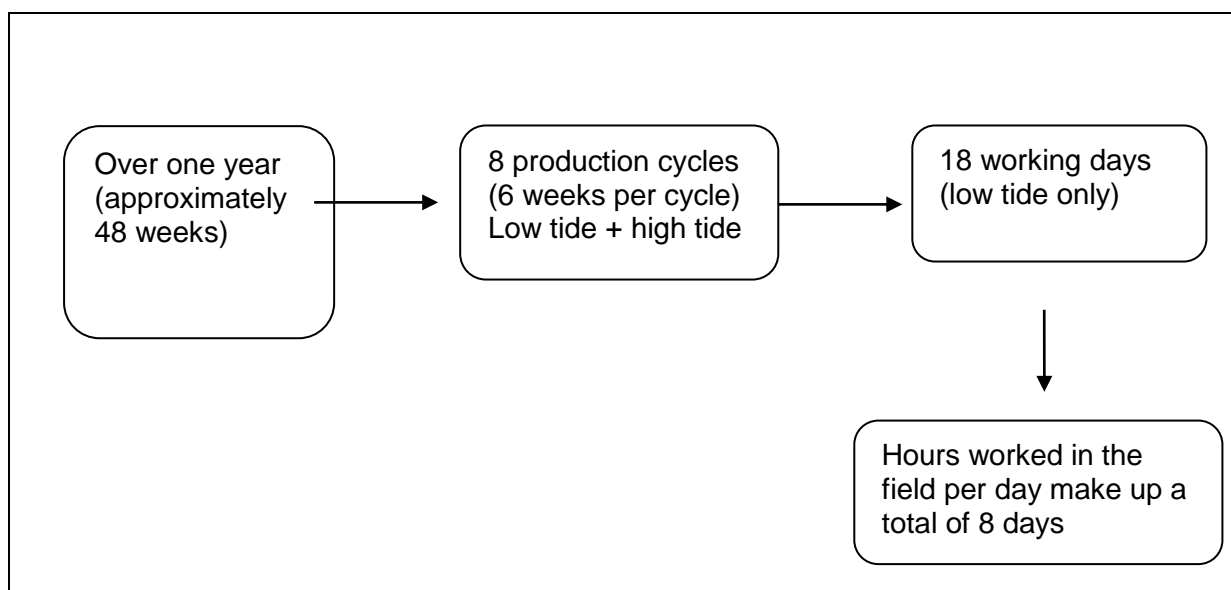 Over one year
(approximately
48 weeks)
8 production cycles
(6 weeks per cycle)
Low tide + high tide
18 working days
(low tide only)
Hours worked in the
field per day make up a
total of 8 days